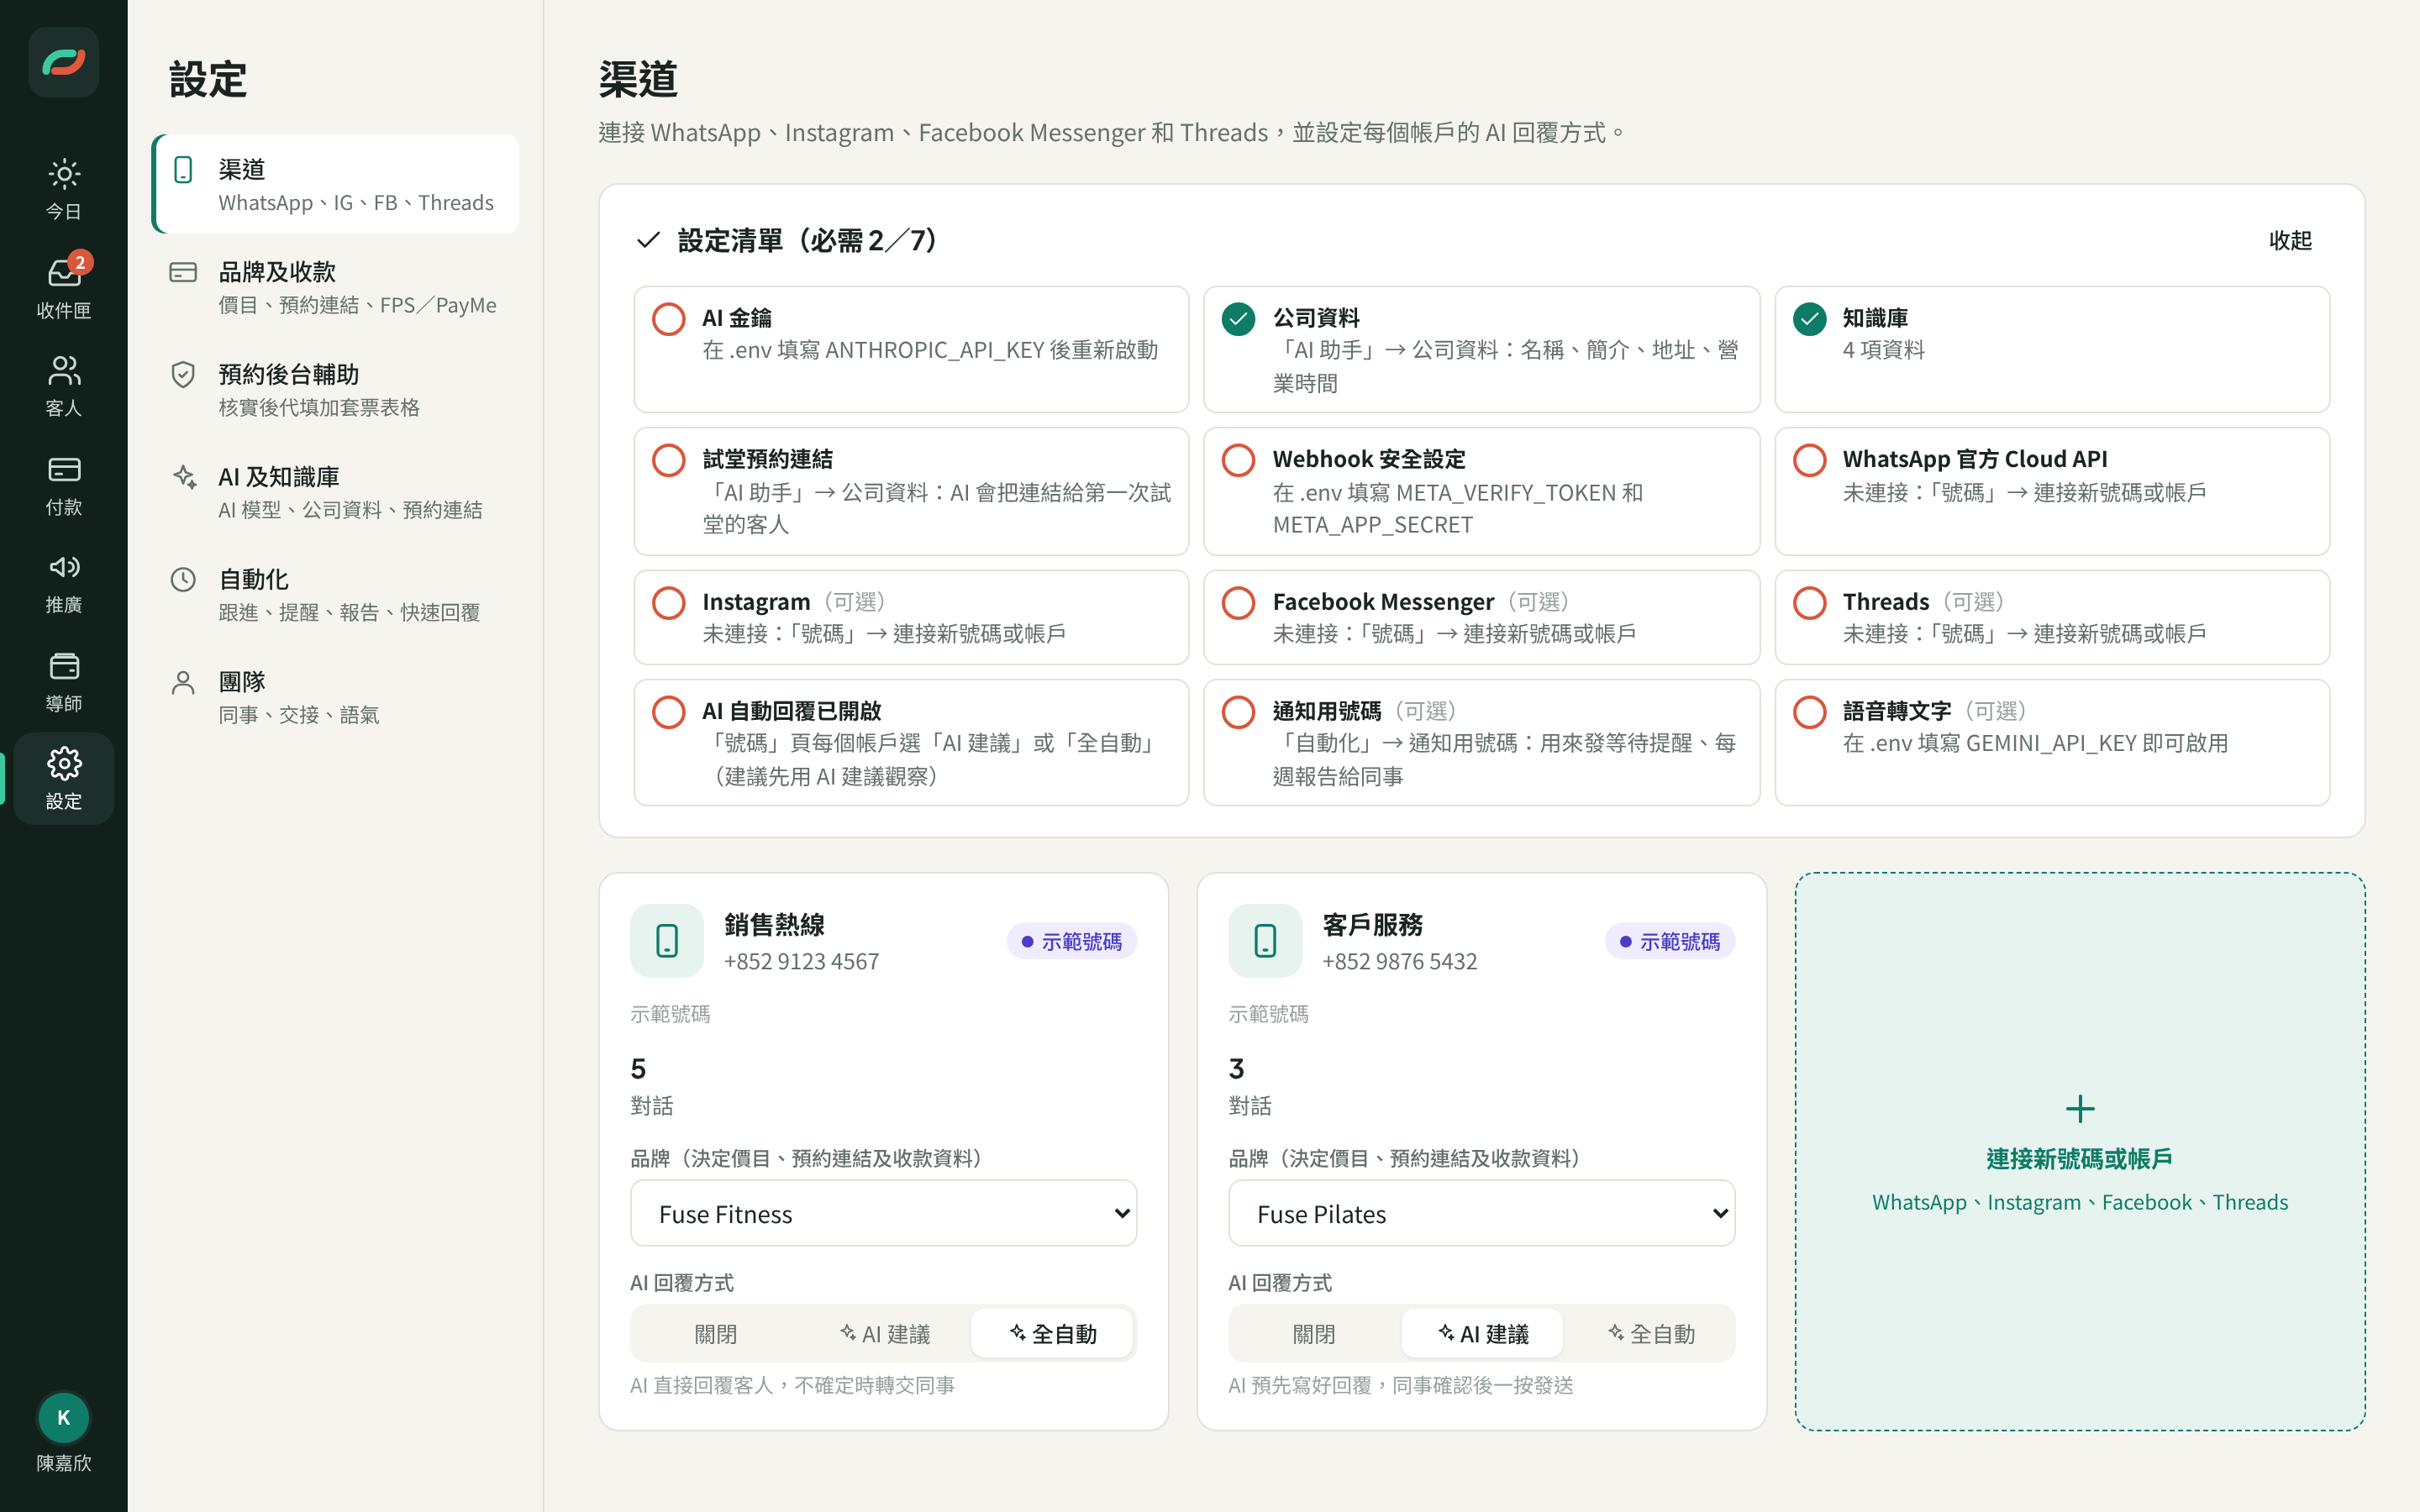 今日
2
收件匣
客人
付款
推廣
導師
設定
K
陳嘉欣
設定
渠道
WhatsApp、IG、FB、Threads
品牌及收款
價目、預約連結、FPS／PayMe
預約後台輔助
核實後代填加套票表格
AI 及知識庫
AI 模型、公司資料、預約連結
自動化
跟進、提醒、報告、快速回覆
團隊
同事、交接、語氣
渠道
連接 WhatsApp、Instagram、Facebook Messenger 和 Threads，並設定每個帳戶的 AI 回覆方式。
設定清單（必需 2／7）
收起
AI 金鑰
在 .env 填寫 ANTHROPIC_API_KEY 後重新啟動
公司資料
「AI 助手」→ 公司資料：名稱、簡介、地址、營
業時間
知識庫
4 項資料
試堂預約連結
「AI 助手」→ 公司資料：AI 會把連結給第一次試
堂的客人
Webhook 安全設定
在 .env 填寫 META_VERIFY_TOKEN 和
META_APP_SECRET
WhatsApp 官方 Cloud API
未連接：「號碼」→ 連接新號碼或帳戶
Instagram（可選）
未連接：「號碼」→ 連接新號碼或帳戶
Facebook Messenger（可選）
未連接：「號碼」→ 連接新號碼或帳戶
Threads（可選）
未連接：「號碼」→ 連接新號碼或帳戶
AI 自動回覆已開啟
「號碼」頁每個帳戶選「AI 建議」或「全自動」
（建議先用 AI 建議觀察）
通知用號碼（可選）
「自動化」→ 通知用號碼：用來發等待提醒、每
週報告給同事
語音轉文字（可選）
在 .env 填寫 GEMINI_API_KEY 即可啟用
銷售熱線
+852 9123 4567
示範號碼
示範號碼
5
對話
品牌（決定價目、預約連結及收款資料）
Fuse Fitness
AI 回覆方式
關閉
AI 建議
全自動
AI 直接回覆客人，不確定時轉交同事
客戶服務
+852 9876 5432
示範號碼
示範號碼
3
對話
品牌（決定價目、預約連結及收款資料）
Fuse Pilates
AI 回覆方式
關閉
AI 建議
全自動
AI 預先寫好回覆，同事確認後一按發送
連接新號碼或帳戶
WhatsApp、Instagram、Facebook、Threads